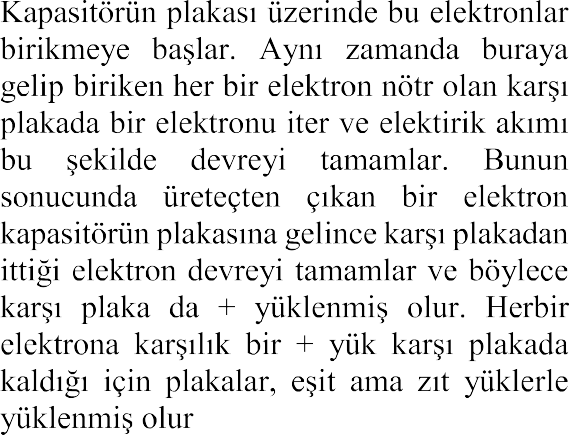 Kapasitörün plakası üzerinde bu elektronlar
birikmeye başlar. Aynı zamanda buraya
gelip biriken her bir elektron nötr olan karşı
plakada bir elektronu iter ve elektirik akımı
bu şekilde devreyi tamamlar. Bunun
sonucunda üreteçten çıkan bir elektron
kapasitörün plakasına gelince karşı plakadan
ittiği elektron devreyi tamamlar ve böylece
karşı plaka da + yüklenmiş olur. Herbir
elektrona karşılık bir + yük karşı plakada
kaldığı için plakalar, eşit ama zıt yüklerle
yüklenmiş olur